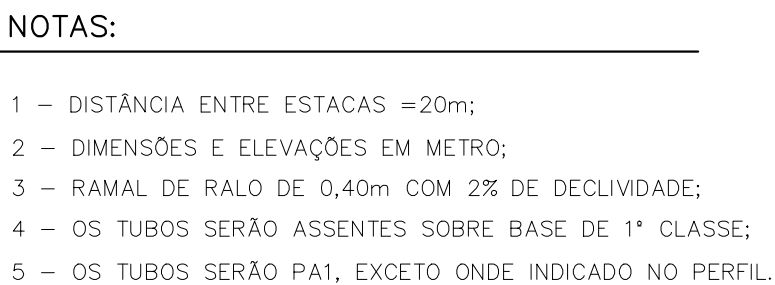 NOTAS:
1 – DISTÂNCIA ENTRE ESTACAS =20m;
2 – DIMENSÕES E ELEVAÇÕES EM METRO;
3 – RAMAL DE RALO DE 0,40m COM 2% DE DECLIVIDADE;
4 – OS TUBOS SERÃO ASSENTES SOBRE BASE DE 1ª CLASSE;
5 – OS TUBOS SERÃO PA1, EXCETO ONDE INDICADO NO PERFIL.